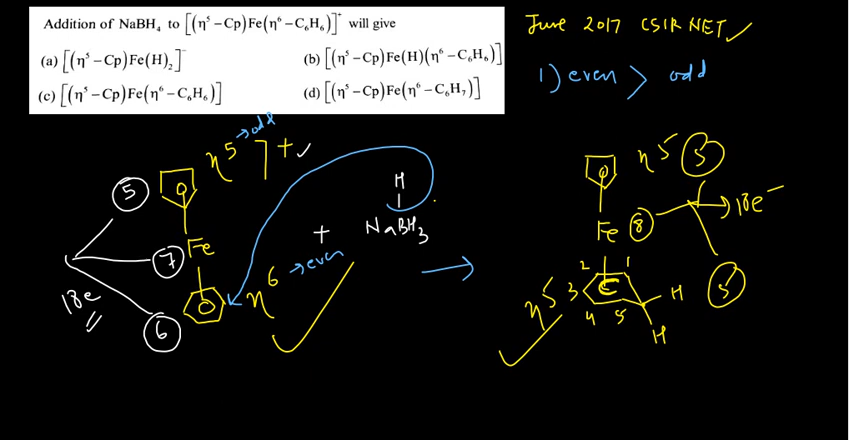 Addition of NaBH₄ to [(η⁵ – Cp)Fe(η⁶ – C₆H₆)]⁺ will give
(a) [(η⁵ – Cp)Fe(H)₂]⁻
(b) [(η⁵ – Cp)Fe(H)(η⁶ – C₆H₆)]
(c) [(η⁵ – Cp)Fe(η⁶ – C₆H₆)]
(d) [(η⁵ – Cp)Fe(η⁶ – C₆H₇)]
June 2017 CSIR NET
1) even > odd
η⁵ → odd
] +
5
Fe
7
6
18e
η⁶ → even
+
H
NaBH₃
η⁵ 5
Fe 8
18e⁻
η⁵
1
2
3
4
5
H
H
5